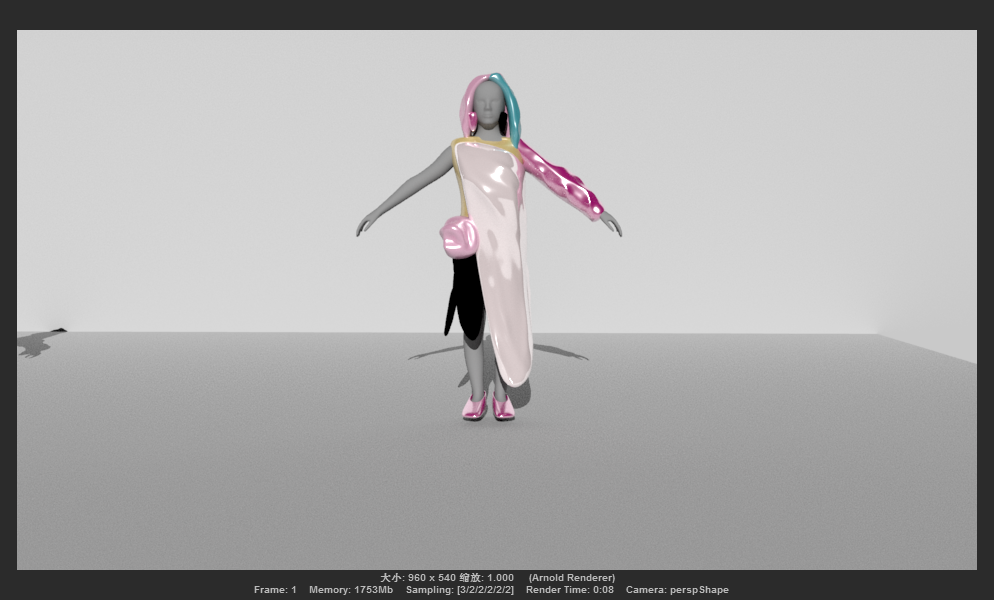 大小: 960 x 540 缩放: 1.000 (Arnold Renderer)
Frame: 1 Memory: 1753Mb Sampling: [3/2/2/2/2/2] Render Time: 0:08 Camera: perspShape